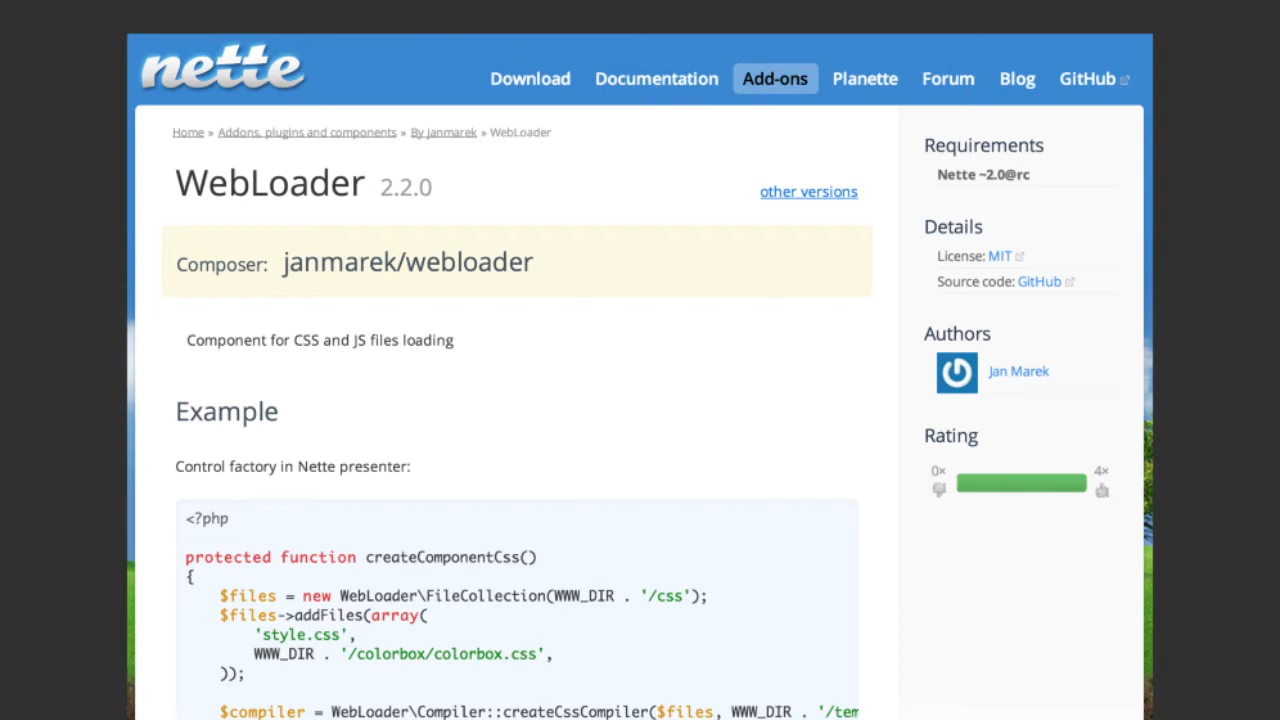 nette
Download Documentation Add-ons Planette Forum Blog GitHub
Home » Addons, plugins and components » By Janmarek » WebLoader
WebLoader 2.2.0
other versions
Composer: janmarek/webloader
Component for CSS and JS files loading
Example
Control factory in Nette presenter:
<?php
protected function createComponentCss()
{
$files = new WebLoader\FileCollection(WWW_DIR . '/css');
$files->addFiles(array(
'style.css',
WWW_DIR . '/colorbox/colorbox.css',
));
$compiler = WebLoader\Compiler::createCssCompiler($files, WWW_DIR . '/tem
Requirements
Nette ~2.0@rc
Details
License: MIT
Source code: GitHub
Authors
Jan Marek
Rating
0× 4×